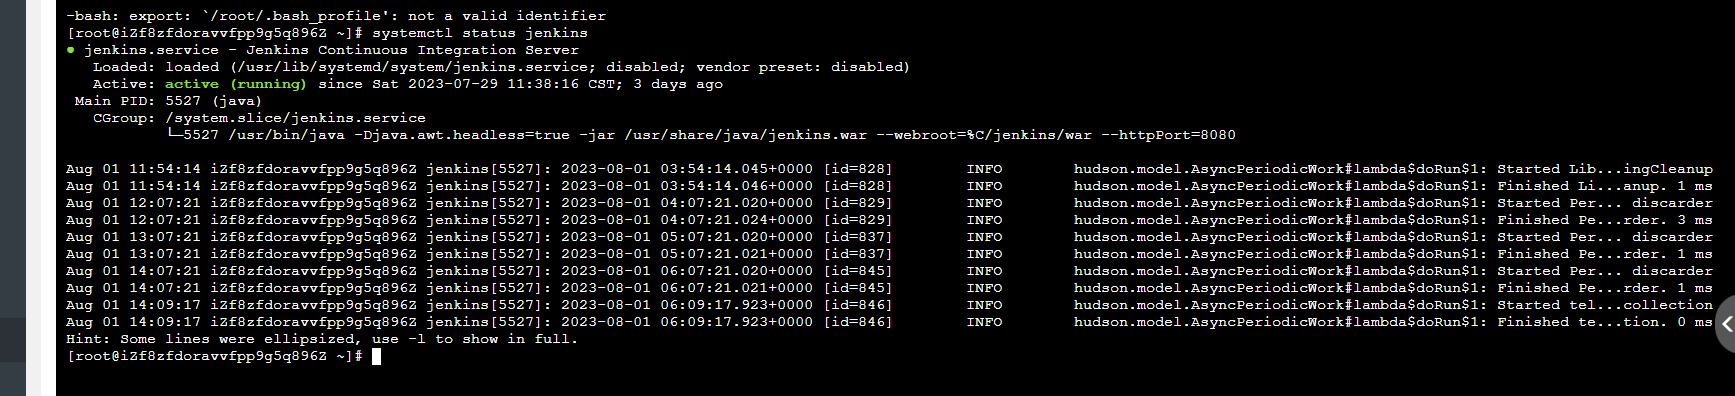 -bash: export: `/root/.bash_profile': not a valid identifier
[root@iZf8zfdoravvfpp9g5q896Z ~]# systemctl status jenkins
● jenkins.service - Jenkins Continuous Integration Server
Loaded: loaded (/usr/lib/systemd/system/jenkins.service; disabled; vendor preset: disabled)
Active: active (running) since Sat 2023-07-29 11:38:16 CST; 3 days ago
Main PID: 5527 (java)
CGroup: /system.slice/jenkins.service
└─5527 /usr/bin/java -Djava.awt.headless=true -jar /usr/share/java/jenkins.war --webroot=%C/jenkins/war --httpPort=8080
Aug 01 11:54:14 iZf8zfdoravvfpp9g5q896Z jenkins[5527]: 2023-08-01 03:54:14.045+0000 [id=828] INFO hudson.model.AsyncPeriodicWork#lambda$doRun$1: Started Lib...ingCleanup
Aug 01 11:54:14 iZf8zfdoravvfpp9g5q896Z jenkins[5527]: 2023-08-01 03:54:14.046+0000 [id=828] INFO hudson.model.AsyncPeriodicWork#lambda$doRun$1: Finished Li...anup. 1 ms
Aug 01 12:07:21 iZf8zfdoravvfpp9g5q896Z jenkins[5527]: 2023-08-01 04:07:21.020+0000 [id=829] INFO hudson.model.AsyncPeriodicWork#lambda$doRun$1: Started Per... discarder
Aug 01 12:07:21 iZf8zfdoravvfpp9g5q896Z jenkins[5527]: 2023-08-01 04:07:21.024+0000 [id=829] INFO hudson.model.AsyncPeriodicWork#lambda$doRun$1: Finished Pe...rder. 3 ms
Aug 01 13:07:21 iZf8zfdoravvfpp9g5q896Z jenkins[5527]: 2023-08-01 05:07:21.020+0000 [id=837] INFO hudson.model.AsyncPeriodicWork#lambda$doRun$1: Started Per... discarder
Aug 01 13:07:21 iZf8zfdoravvfpp9g5q896Z jenkins[5527]: 2023-08-01 05:07:21.021+0000 [id=837] INFO hudson.model.AsyncPeriodicWork#lambda$doRun$1: Finished Pe...rder. 1 ms
Aug 01 14:07:21 iZf8zfdoravvfpp9g5q896Z jenkins[5527]: 2023-08-01 06:07:21.020+0000 [id=845] INFO hudson.model.AsyncPeriodicWork#lambda$doRun$1: Started Per... discarder
Aug 01 14:07:21 iZf8zfdoravvfpp9g5q896Z jenkins[5527]: 2023-08-01 06:07:21.021+0000 [id=845] INFO hudson.model.AsyncPeriodicWork#lambda$doRun$1: Finished Pe...rder. 1 ms
Aug 01 14:09:17 iZf8zfdoravvfpp9g5q896Z jenkins[5527]: 2023-08-01 06:09:17.923+0000 [id=846] INFO hudson.model.AsyncPeriodicWork#lambda$doRun$1: Started tel...collection
Aug 01 14:09:17 iZf8zfdoravvfpp9g5q896Z jenkins[5527]: 2023-08-01 06:09:17.923+0000 [id=846] INFO hudson.model.AsyncPeriodicWork#lambda$doRun$1: Finished te...tion. 0 ms
Hint: Some lines were ellipsized, use -l to show in full.
[root@iZf8zfdoravvfpp9g5q896Z ~]#